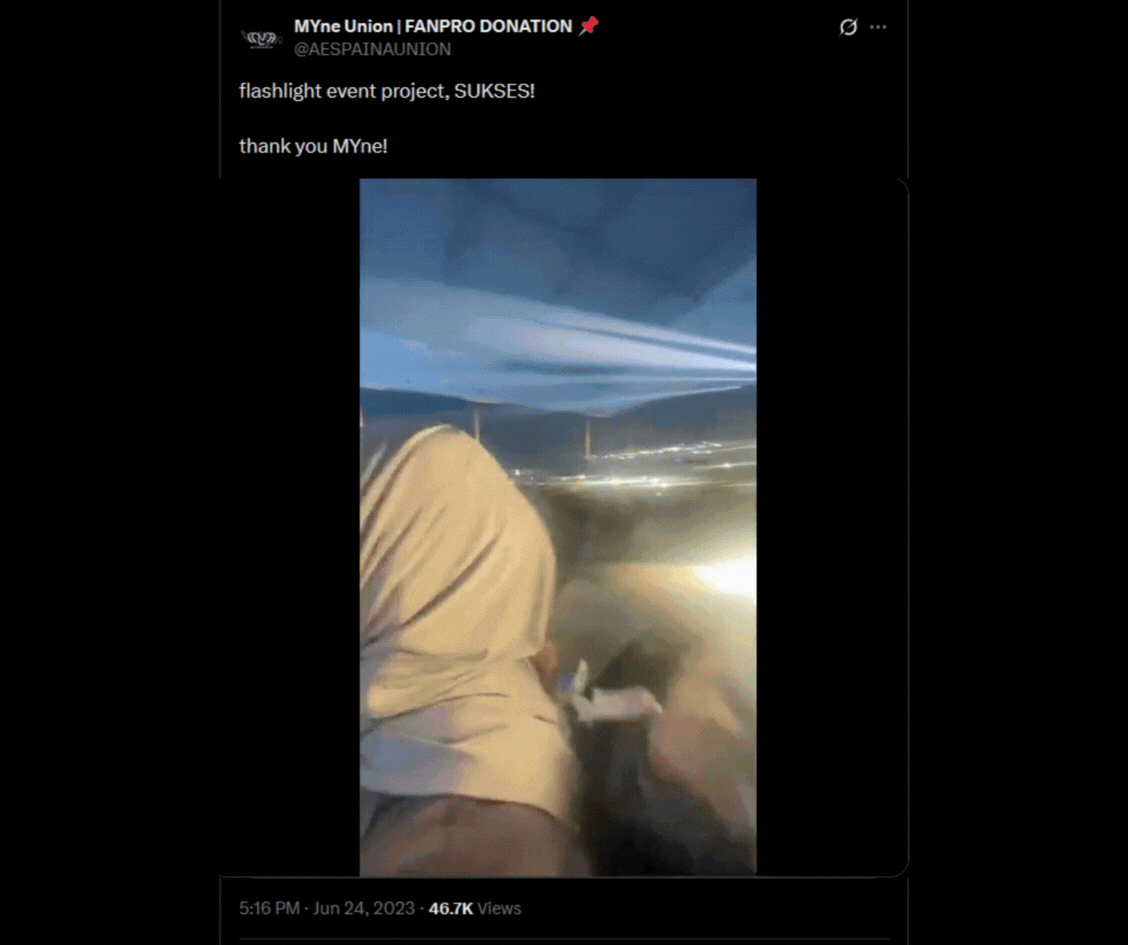 MYne Union | FANPRO DONATION 📌
@AESPAINAUNION
flashlight event project, SUKSES!
thank you MYne!
5:16 PM · Jun 24, 2023 · 46.7K Views